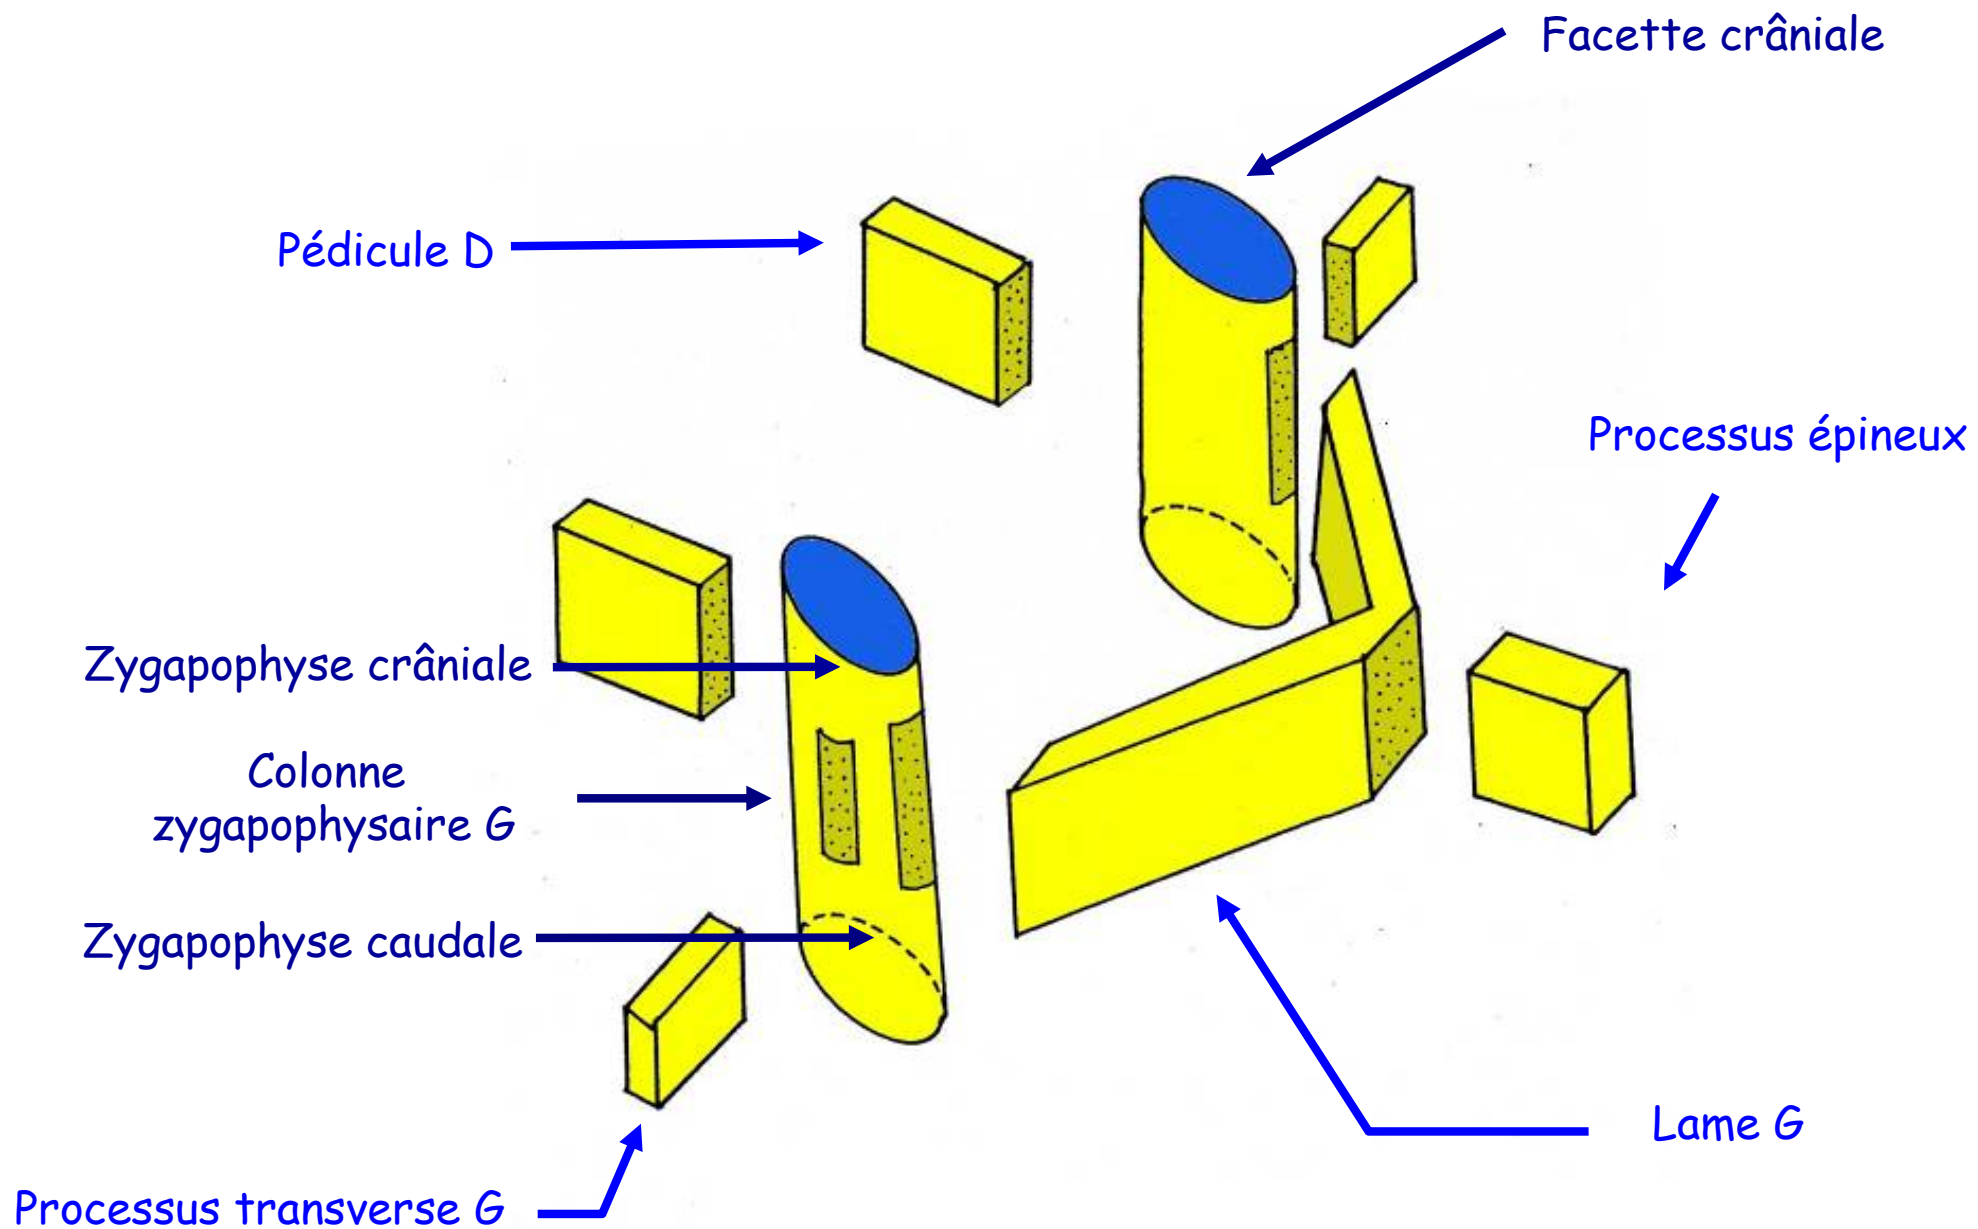 Facette crâniale
Pédicule D
Processus épineux
Zygapophyse crâniale
Colonne
zygapophysaire G
Zygapophyse caudale
Lame G
Processus transverse G